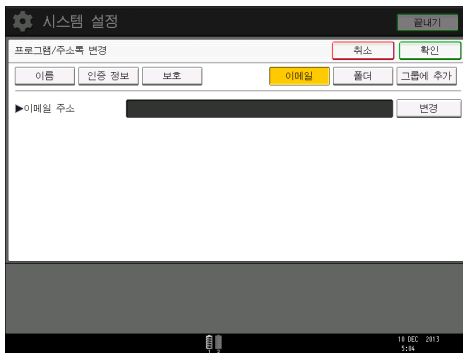 시스템 설정
끝내기
프로그램/주소록 변경
취소
확인
이름
인증 정보
보호
이메일
폴더
그룹에 추가
▶이메일 주소
변경
10 DEC 2013
5:04